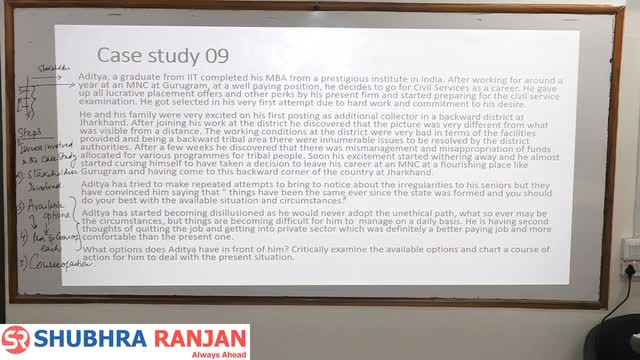 Case study 09
Aditya, a graduate from IIT completed his MBA from a prestigious institute in India. After working for around a
year at an MNC at Gurugram, at a well paying position, he decides to go for Civil Services as a career. He gave
up all lucrative placement offers and other perks by his present firm and started preparing for the civil service
examination. He got selected in his very first attempt due to hard work and commitment to his desire.
He and his family were very excited on his first posting as additional collector in a backward district at
Jharkhand. After joining his work at the district he discovered that the picture was very different from what
was visible from a distance. The working conditions at the district were very bad in terms of the facilities
provided and being a backward tribal area there were innumerable issues to be resolved by the district
authorities. After a few weeks he discovered that there was mismanagement and misappropriation of funds
allocated for various programmes for tribal people. Soon his excitement started withering away and he almost
started cursing himself to have taken a decision to leave his career at an MNC at a flourishing place like
Gurugram and having come to this backward corner of the country at Jharkhand.
Aditya has tried to make repeated attempts to bring to notice about the irregularities to his seniors but they
have convinced him saying that " things have been the same ever since the state was formed and you should
do your best with the available situation and circumstances."
Aditya has started becoming disillusioned as he would never adopt the unethical path, what so ever may be
the circumstances, but things are becoming difficult for him to manage on a daily basis. He is having second
thoughts of quitting the job and getting into private sector which was definitely a better paying job and more
comfortable than the present one.
What options does Aditya have in front of him? Critically examine the available options and chart a course of
action for him to deal with the present situation.
Stakeholder
Steps
1) Issues involved
in the Case Study
2) Stakeholders
Involved
3) Available
options
4) Pros & Cons of
each
5) Course of action
SR SHUBHRA RANJAN
Always Ahead